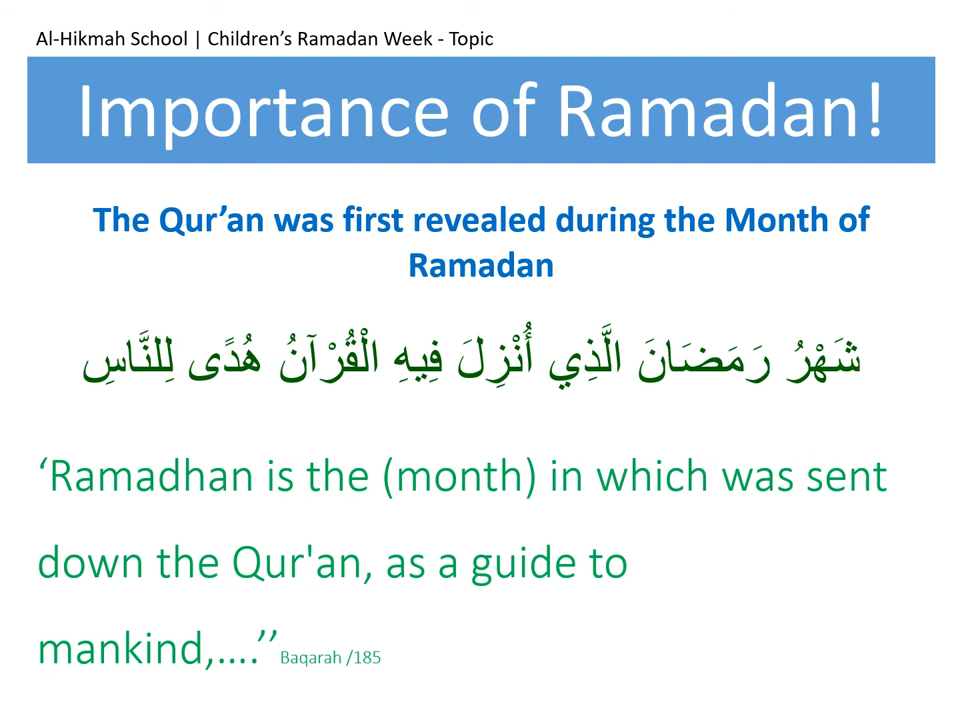 Al-Hikmah School | Children’s Ramadan Week - Topic
Importance of Ramadan!
The Qur’an was first revealed during the Month of
Ramadan
شَهْرُ رَمَضَانَ الَّذِي أُنْزِلَ فِيهِ الْقُرْآنُ هُدًى لِلنَّاسِ
‘Ramadhan is the (month) in which was sent
down the Qur'an, as a guide to
mankind,….’’ Baqarah /185